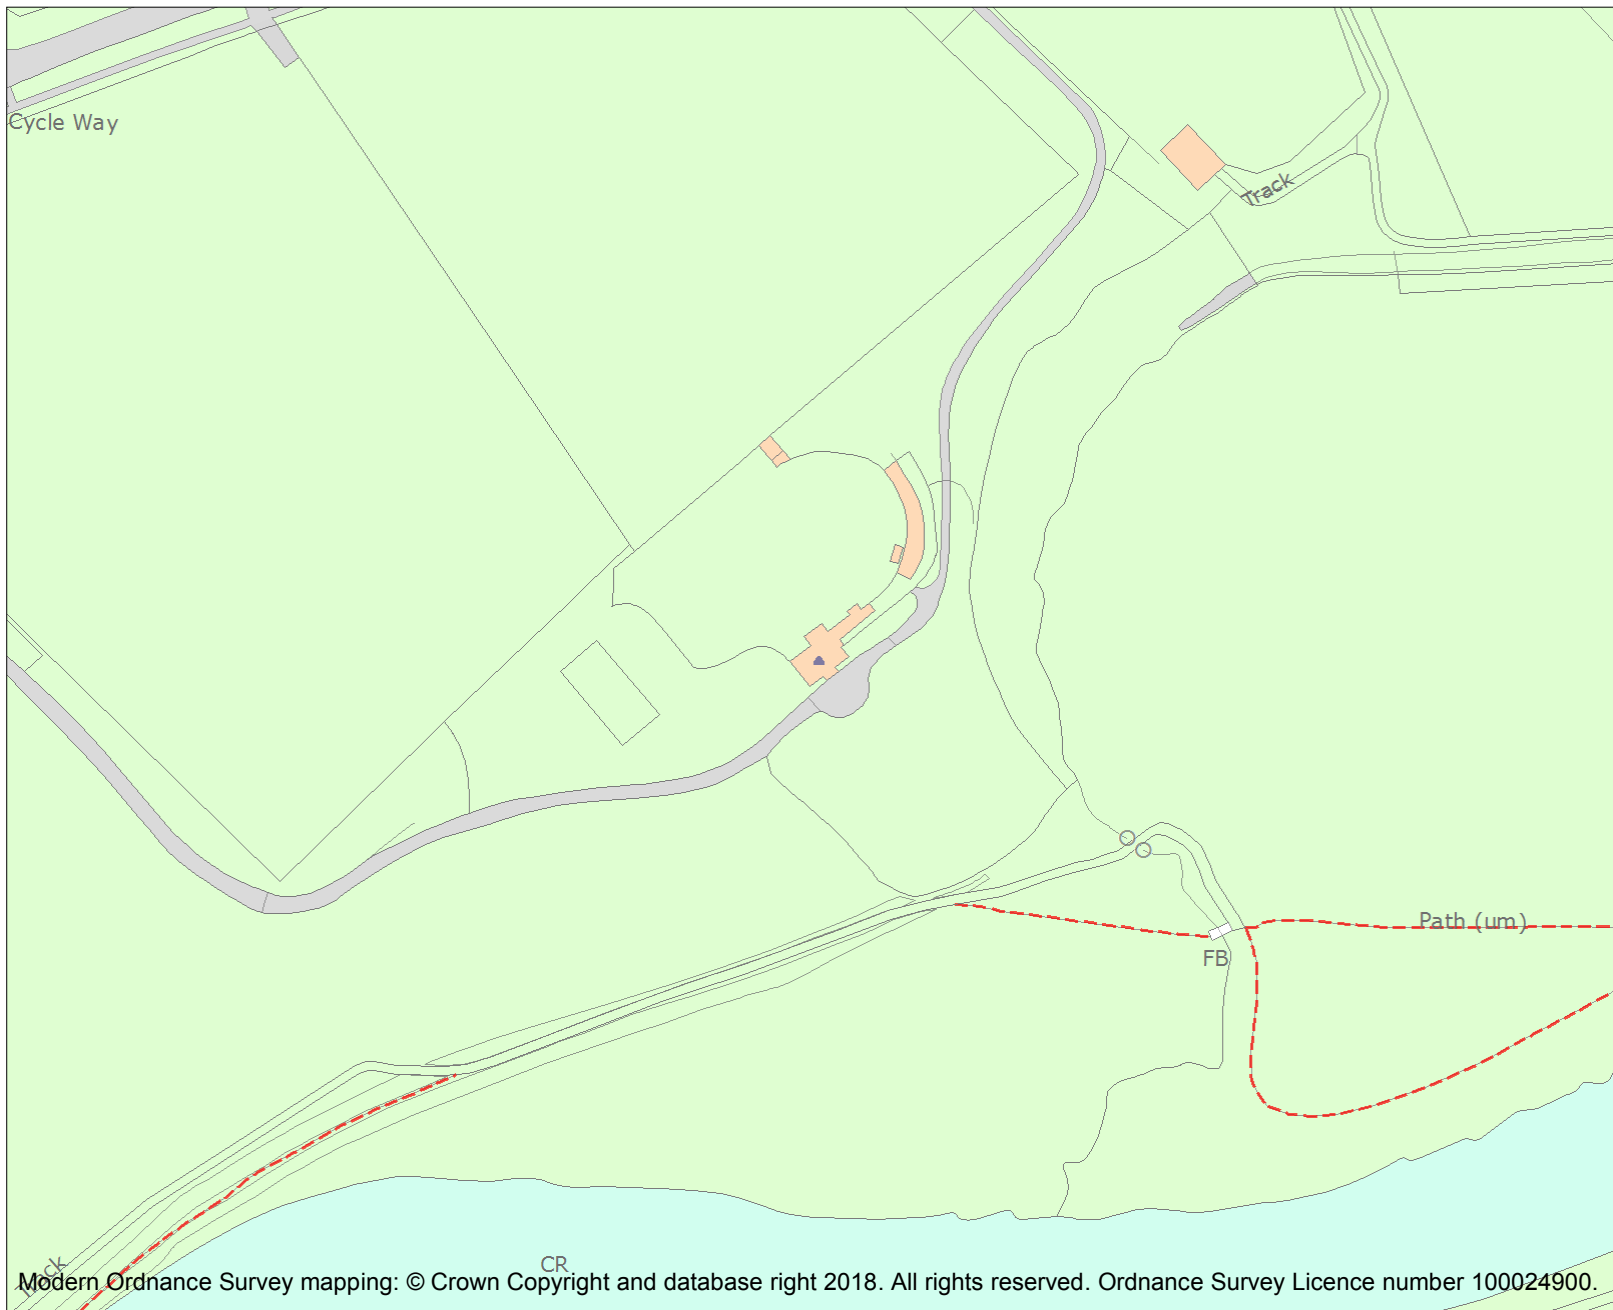 Cycle Way
Track
Path (um)
FB
Track
CR
Modern Ordnance Survey mapping: © Crown Copyright and database right 2018. All rights reserved. Ordnance Survey Licence number 100024900.